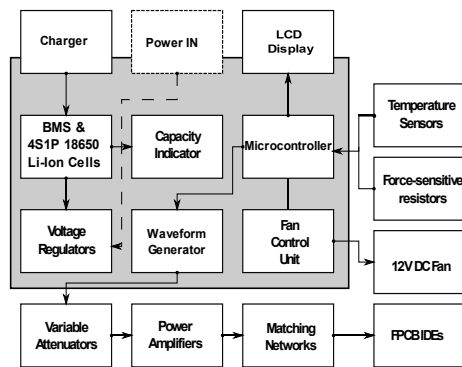 Charger
Power IN
LCD
Display
BMS &
4S1P 18650
Li-Ion Cells
Capacity
Indicator
Microcontroller
Temperature
Sensors
Force-sensitive
resistors
Voltage
Regulators
Waveform
Generator
Fan
Control
Unit
12V DC Fan
Variable
Attenuators
Power
Amplifiers
Matching
Networks
FPCB IDEs